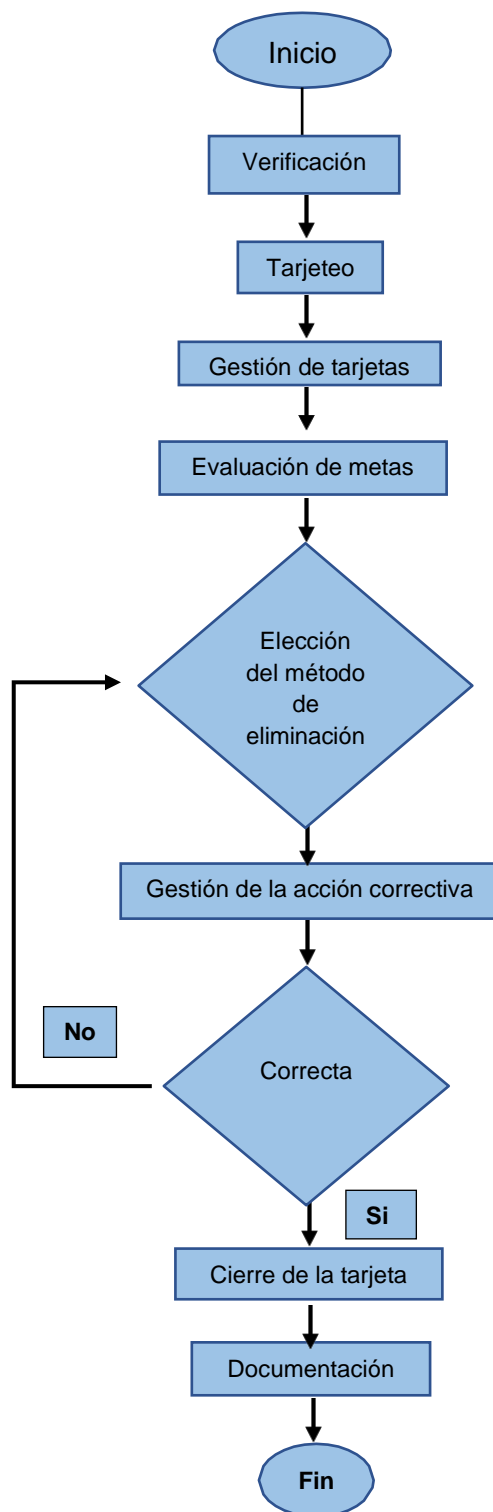 Inicio
Verificación
Tarjeteo
Gestión de tarjetas
Evaluación de metas
Elección
del método
de
eliminación
Gestión de la acción correctiva
No
Correcta
Si
Cierre de la tarjeta
Documentación
Fin